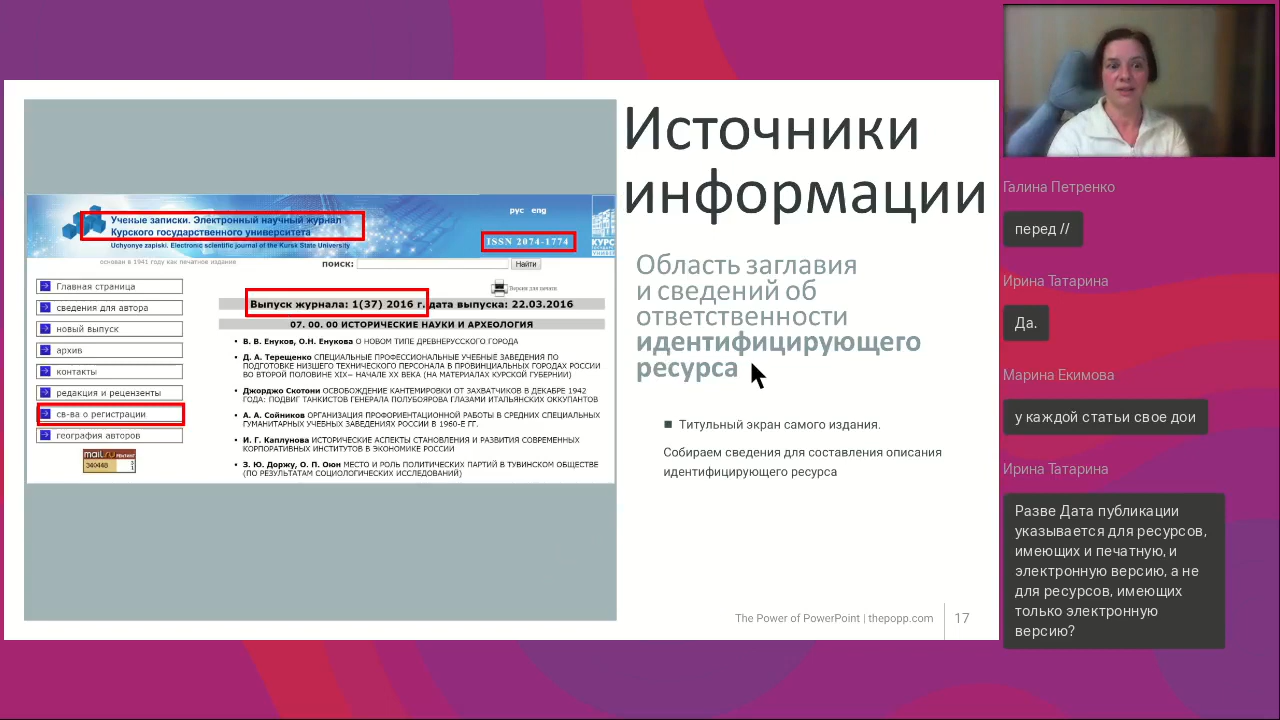 Источники
информации
Область заглавия
и сведений об
ответственности
идентифицирующего
ресурса
Титульный экран самого издания.
Собираем сведения для составления описания
идентифицирующего ресурса
The Power of PowerPoint | thepopp.com
17
Ученые записки. Электронный научный журнал
Курского государственного университета
Uchyonye zapiski. Electronic scientific journal of the Kursk State University
рус eng
ISSN 2074-1774
КУРС
основан в 1941 году как печатное издание
поиск:
Найти
Версия для печати
Главная страница
сведения для автора
новый выпуск
архив
контакты
редакция и рецензенты
св-ва о регистрации
география авторов
mail.ru РЕЙТИНГ
340448
Выпуск журнала: 1(37) 2016 г. дата выпуска: 22.03.2016
07. 00. 00 ИСТОРИЧЕСКИЕ НАУКИ И АРХЕОЛОГИЯ
В. В. Енуков, О.Н. Енукова О НОВОМ ТИПЕ ДРЕВНЕРУССКОГО ГОРОДА
Д. А. Терещенко СПЕЦИАЛЬНЫЕ ПРОФЕССИОНАЛЬНЫЕ УЧЕБНЫЕ ЗАВЕДЕНИЯ ПО
ПОДГОТОВКЕ НИЗШЕГО ТЕХНИЧЕСКОГО ПЕРСОНАЛА В ПРОВИНЦИАЛЬНЫХ ГОРОДАХ РОССИИ
ВО ВТОРОЙ ПОЛОВИНЕ XIX– НАЧАЛЕ XX ВЕКА (НА МАТЕРИАЛАХ КУРСКОЙ ГУБЕРНИИ)
Джорджо Скотони ОСВОБОЖДЕНИЕ КАНТЕМИРОВКИ ОТ ЗАХВАТЧИКОВ В ДЕКАБРЕ 1942
ГОДА: ПОДВИГ ТАНКИСТОВ ГЕНЕРАЛА ПОЛУБОЯРОВА ГЛАЗАМИ ИТАЛЬЯНСКИХ ОККУПАНТОВ
А. А. Сойников ОРГАНИЗАЦИЯ ПРОФОРИЕНТАЦИОННОЙ РАБОТЫ В СРЕДНИХ СПЕЦИАЛЬНЫХ
ГУМАНИТАРНЫХ УЧЕБНЫХ ЗАВЕДЕНИЯХ РОССИИ В 1960-Е ГГ.
И. Г. Каплунова ИСТОРИЧЕСКИЕ АСПЕКТЫ СТАНОВЛЕНИЯ И РАЗВИТИЯ СОВРЕМЕННЫХ
КОРПОРАТИВНЫХ ИНСТИТУТОВ В ЭКОНОМИКЕ РОССИИ
З. Ю. Доржу, О. П. Оюн МЕСТО И РОЛЬ ПОЛИТИЧЕСКИХ ПАРТИЙ В ТУВИНСКОМ ОБЩЕСТВЕ
(ПО РЕЗУЛЬТАТАМ СОЦИОЛОГИЧЕСКИХ ИССЛЕДОВАНИЙ)
Галина Петренко
перед //
Ирина Татарина
Да.
Марина Екимова
у каждой статьи свое дои
Ирина Татарина
Разве Дата публикации
указывается для ресурсов,
имеющих и печатную, и
электронную версию, а не
для ресурсов, имеющих
только электронную
версию?